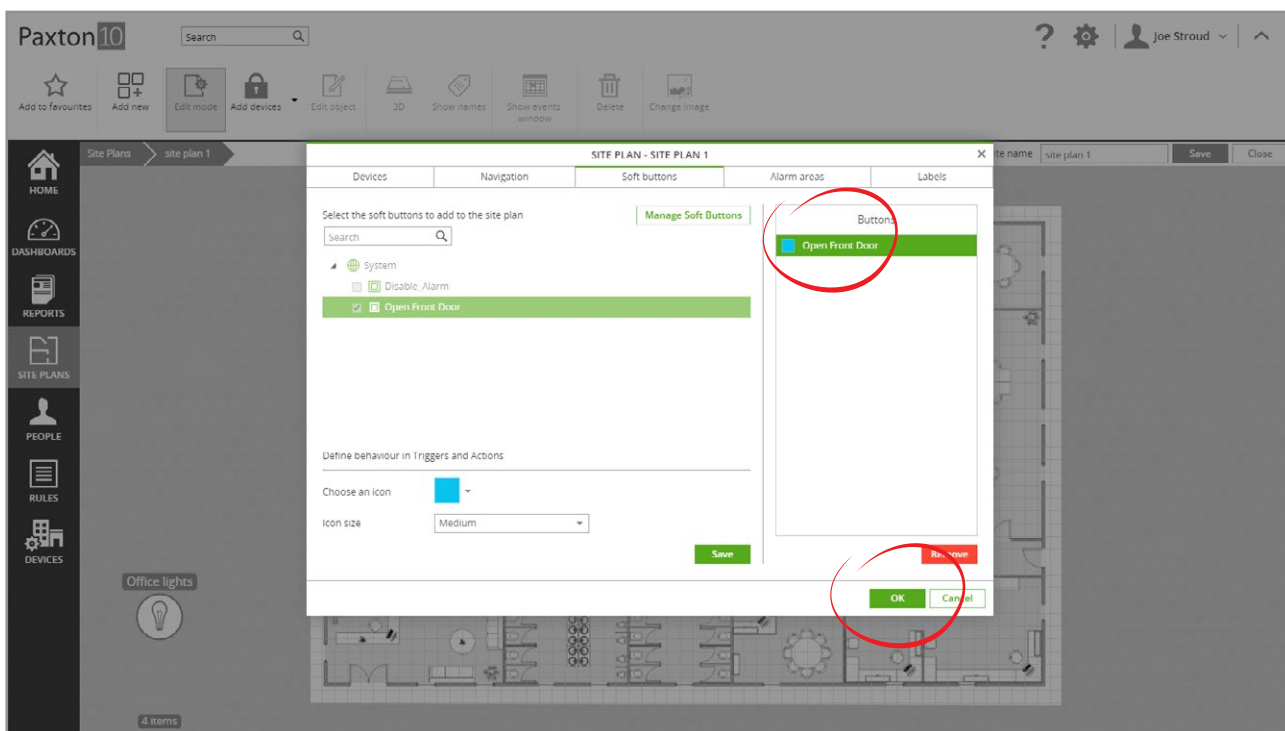 Paxton10
Search
Joe Stroud
Add to favourites
Add new
Edit mode
Add devices
Edit object
3D
Show names
Show events
window
Delete
Change image
Site Plans
site plan 1
SITE PLAN - SITE PLAN 1
te name
site plan 1
Save
Close
HOME
DASHBOARDS
REPORTS
SITE PLANS
PEOPLE
RULES
DEVICES
Devices
Navigation
Soft buttons
Alarm areas
Labels
Select the soft buttons to add to the site plan
Manage Soft Buttons
Search
System
Disable_Alarm
Open Front Door
Buttons
Open Front Door
Define behaviour in Triggers and Actions
Choose an icon
Icon size
Medium
Save
Remove
OK
Cancel
Office lights
4 items